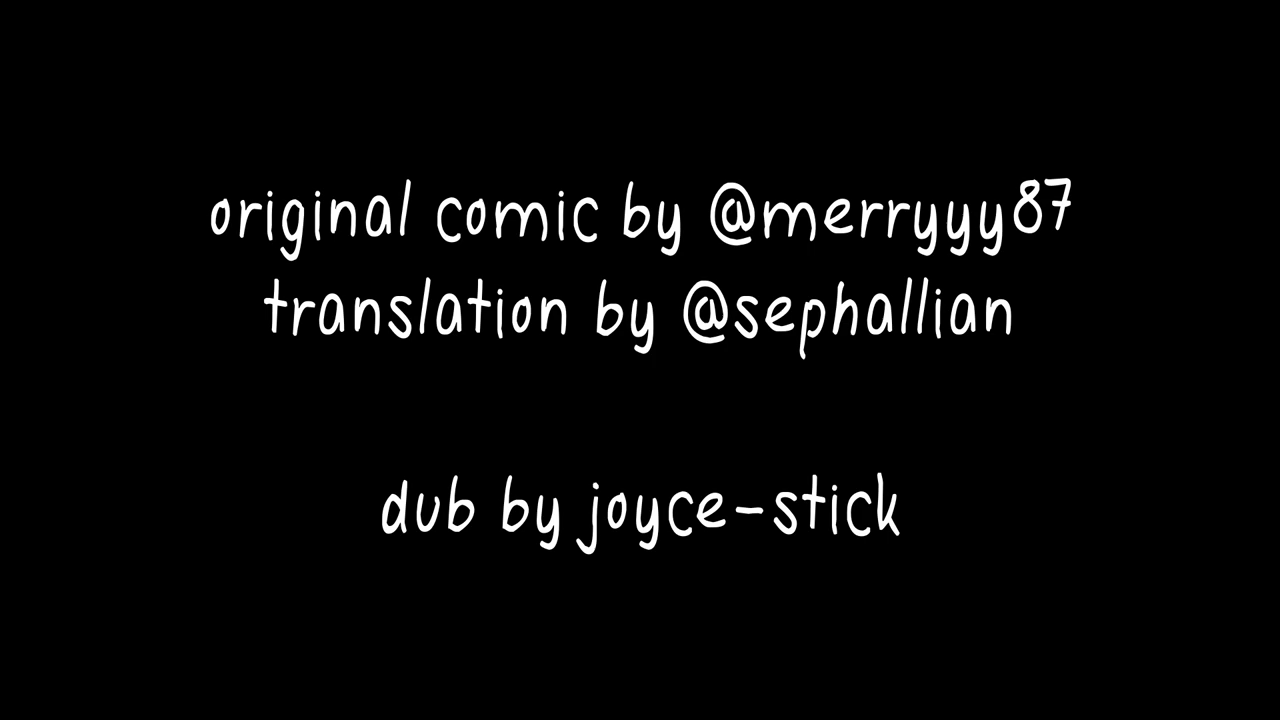 original comic by @merryyy87
translation by @sephallian
dub by joyce-stick